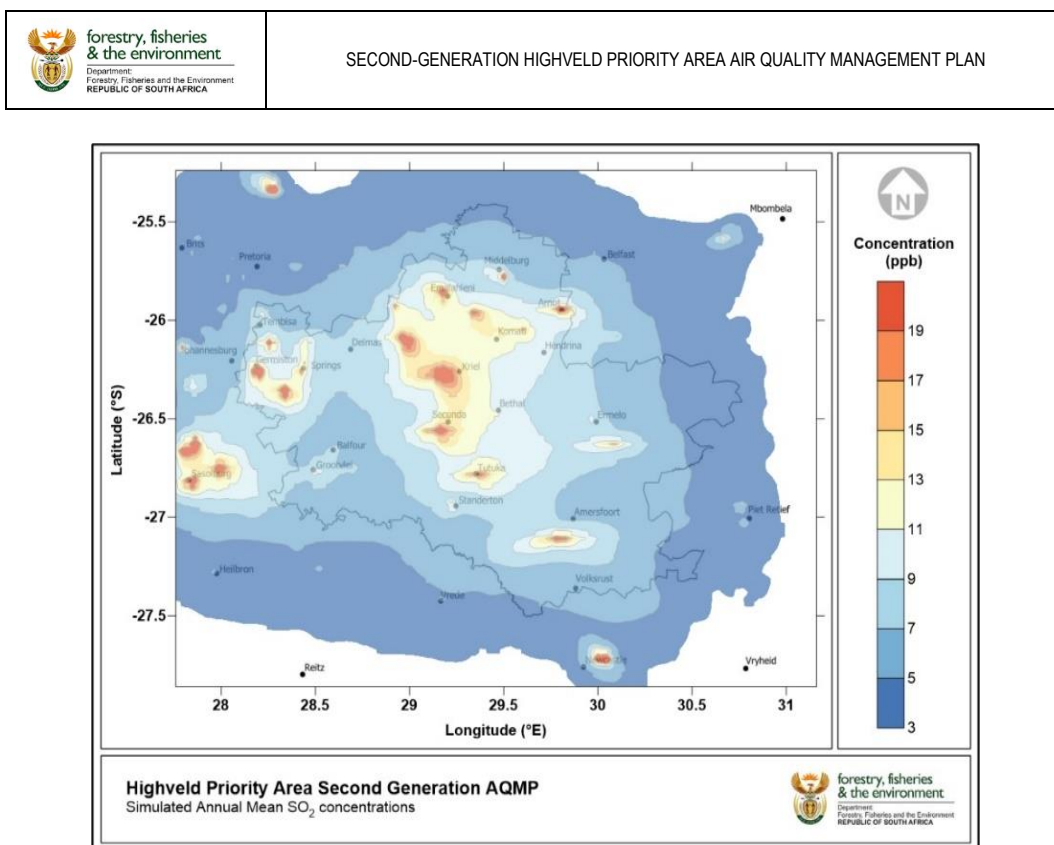 forestry, fisheries
& the environment
Department:
Forestry, Fisheries and the Environment
REPUBLIC OF SOUTH AFRICA
SECOND-GENERATION HIGHVELD PRIORITY AREA AIR QUALITY MANAGEMENT PLAN
Mbombela
-25.5
Brits
Belfast
Pretoria
Middelburg
Emalahleni
Arnot
-26
Tembisa
Komati
Johannesburg
Delmas
Hendrina
Germiston
Springs
Kriel
Bethal
-26.5
Secunda
Ermelo
Balfour
Grootvlei
Tutuka
Sasolburg
Standerton
-27
Amersfoort
Piet Retief
Heilbron
Volksrust
Vrede
-27.5
Newcastle
Reitz
Vryheid
Latitude (°S)
28
28.5
29
29.5
30
30.5
31
Longitude (°E)
N
Concentration
(ppb)
19
17
15
13
11
9
7
5
3
Highveld Priority Area Second Generation AQMP
Simulated Annual Mean SO₂ concentrations
forestry, fisheries
& the environment
Department:
Forestry, Fisheries and the Environment
REPUBLIC OF SOUTH AFRICA